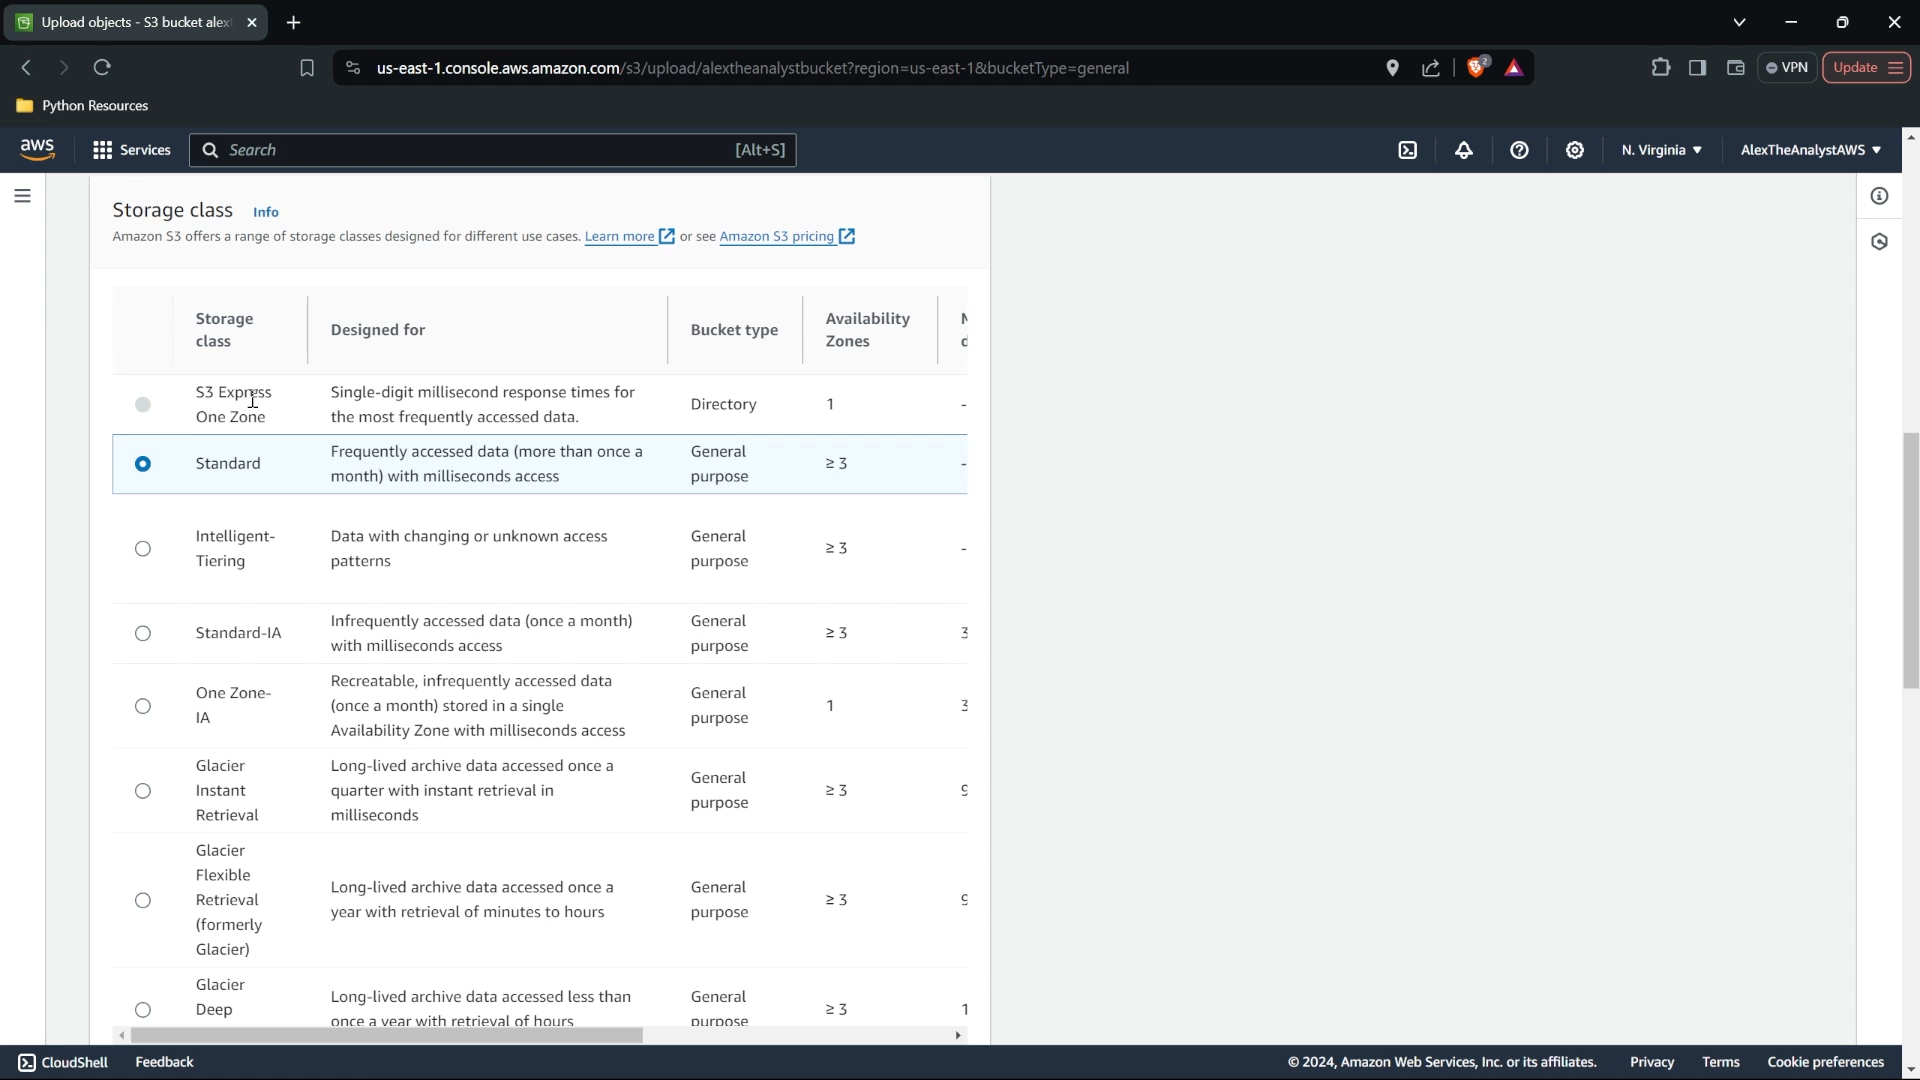 Upload objects - S3 bucket alex
us-east-1.console.aws.amazon.com/s3/upload/alextheanalystbucket?region=us-east-1&bucketType=general
2
VPN
Update
Python Resources
aws
Services
Search
[Alt+S]
N. Virginia
AlexTheAnalystAWS
Storage class
Info
Amazon S3 offers a range of storage classes designed for different use cases. Learn more or see Amazon S3 pricing
Storage class
Designed for
Bucket type
Availability Zones
S3 Express
One Zone
Single-digit millisecond response times for
the most frequently accessed data.
Directory
1
-
Standard
Frequently accessed data (more than once a
month) with milliseconds access
General
purpose
≥ 3
-
Intelligent-
Tiering
Data with changing or unknown access
patterns
General
purpose
≥ 3
-
Standard-IA
Infrequently accessed data (once a month)
with milliseconds access
General
purpose
≥ 3
One Zone-
IA
Recreatable, infrequently accessed data
(once a month) stored in a single
Availability Zone with milliseconds access
General
purpose
1
Glacier
Instant
Retrieval
Long-lived archive data accessed once a
quarter with instant retrieval in
milliseconds
General
purpose
≥ 3
Glacier
Flexible
Retrieval
(formerly
Glacier)
Long-lived archive data accessed once a
year with retrieval of minutes to hours
General
purpose
≥ 3
Glacier
Deep
Long-lived archive data accessed less than
once a year with retrieval of hours
General
purpose
≥ 3
1
CloudShell
Feedback
© 2024, Amazon Web Services, Inc. or its affiliates.
Privacy
Terms
Cookie preferences